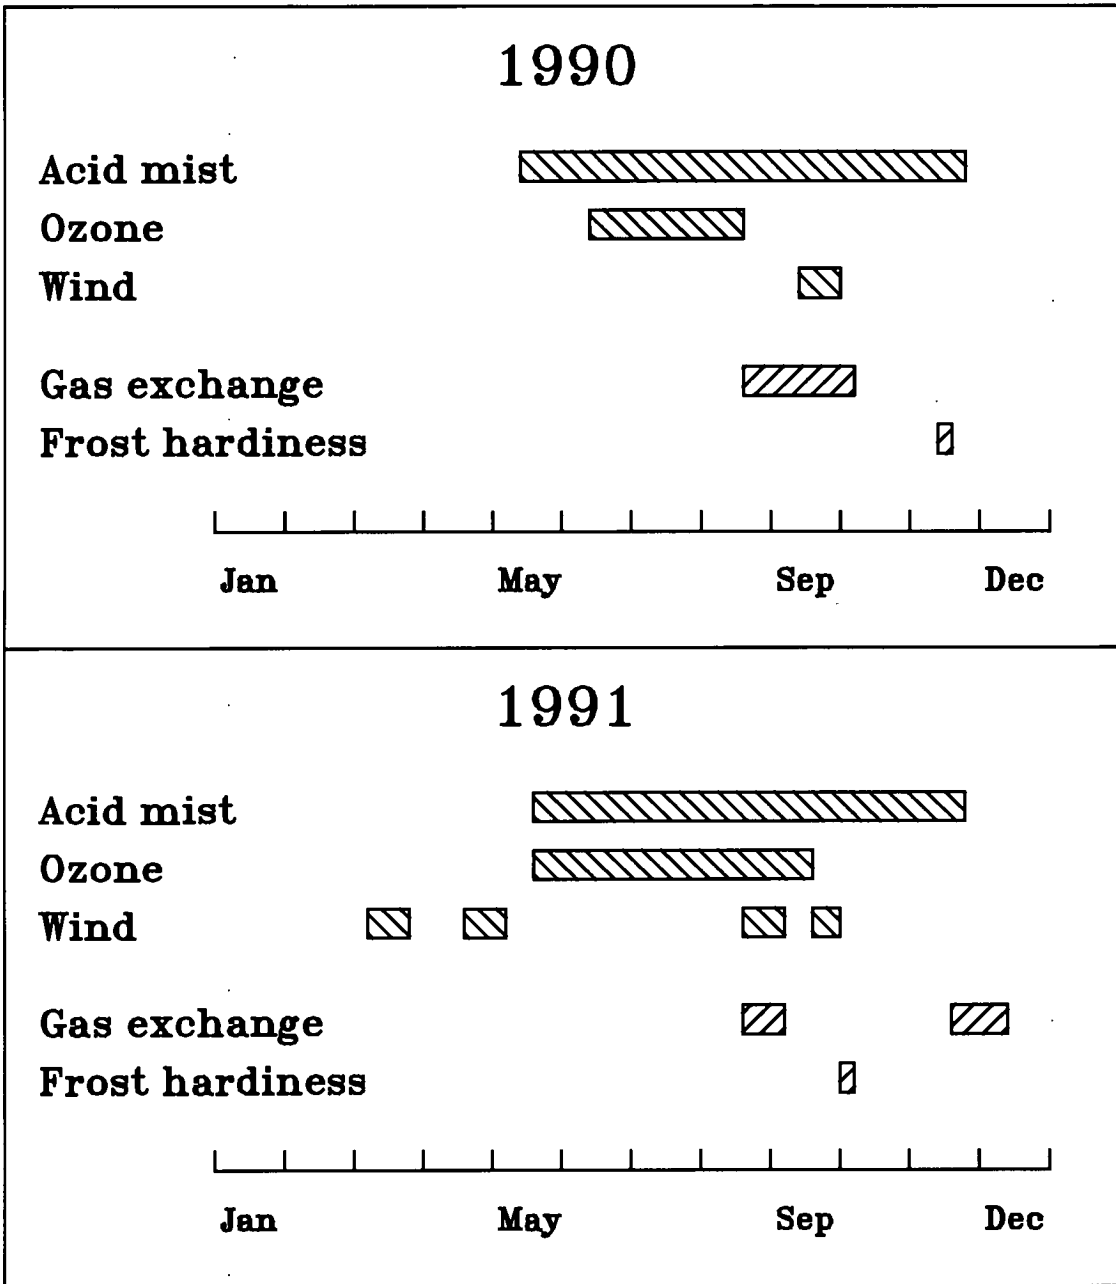 1990
Acid mist
Ozone
Wind
Gas exchange
Frost hardiness
Jan May Sep Dec
1991
Acid mist
Ozone
Wind
Gas exchange
Frost hardiness
Jan May Sep Dec